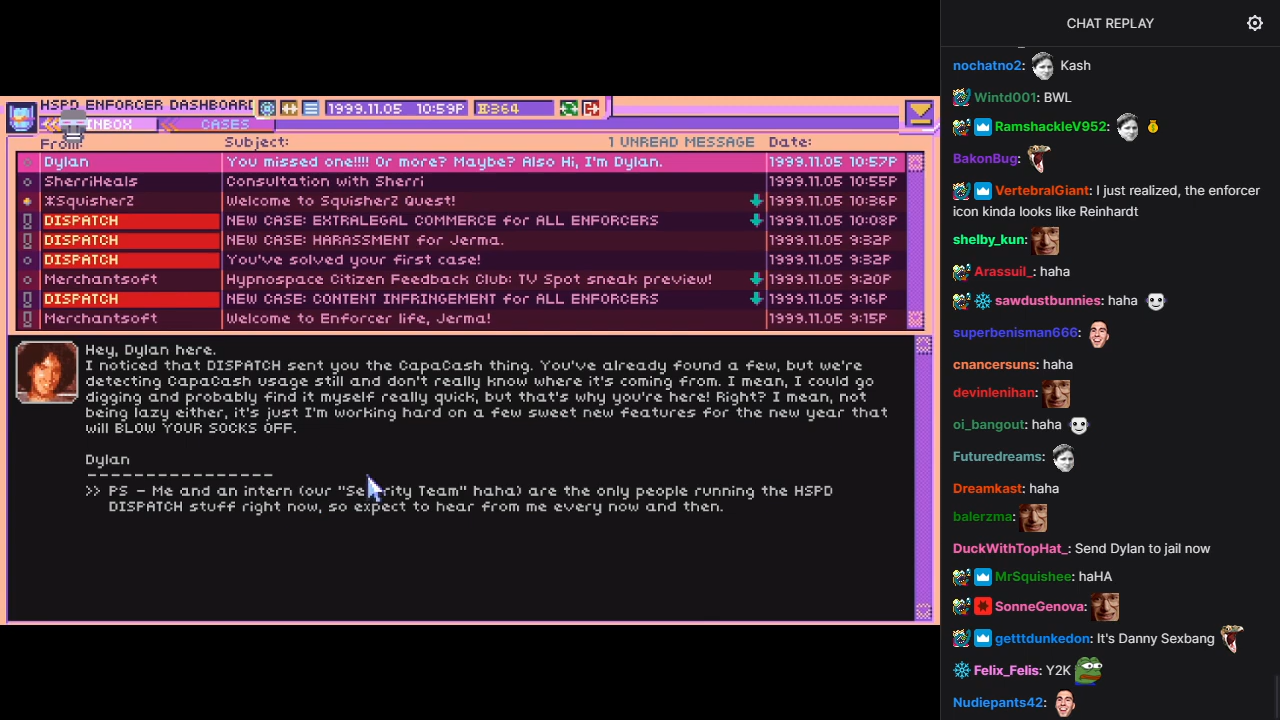 HSPD ENFORCER DASHBOARD
1999.11.05 10:59P
364
INBOX
CASES
From:
Subject:
1 UNREAD MESSAGE
Date:
Dylan
You missed one!!!! Or more? Maybe? Also Hi, I'm Dylan.
1999.11.05 10:57P
SherriHeals
Consultation with Sherri
1999.11.05 10:55P
*SquisherZ
Welcome to SquisherZ Quest!
1999.11.05 10:36P
DISPATCH
NEW CASE: EXTRALEGAL COMMERCE for ALL ENFORCERS
1999.11.05 10:08P
DISPATCH
NEW CASE: HARASSMENT for Jerma.
1999.11.05 9:32P
DISPATCH
You've solved your first case!
1999.11.05 9:32P
Merchantsoft
Hypnospace Citizen Feedback Club: TV Spot sneak preview!
1999.11.05 9:20P
DISPATCH
NEW CASE: CONTENT INFRINGEMENT for ALL ENFORCERS
1999.11.05 9:16P
Merchantsoft
Welcome to Enforcer life, Jerma!
1999.11.05 9:15P
Hey, Dylan here.
I noticed that DISPATCH sent you the CapaCash thing. You've already found a few, but we're
detecting CapaCash usage still and don't really know where it's coming from. I mean, I could go
digging and probably find it myself really quick, but that's why you're here! Right? I mean, not
being lazy either, it's just I'm working hard on a few sweet new features for the new year that
will BLOW YOUR SOCKS OFF.
Dylan
----------------
>> PS - Me and an intern (our "Security Team" haha) are the only people running the HSPD
DISPATCH stuff right now, so expect to hear from me every now and then.
CHAT REPLAY
nochatno2: Kash
Wintd001: BWL
RamshackleV952:
BakonBug:
VertebralGiant: I just realized, the enforcer
icon kinda looks like Reinhardt
shelby_kun:
Arassuil_: haha
sawdustbunnies: haha
superbenisman666:
cnancersuns: haha
devinlenihan:
oi_bangout: haha
Futuredreams:
Dreamkast: haha
balerzma:
DuckWithTopHat_: Send Dylan to jail now
MrSquishee: haHA
SonneGenova:
getttdunkedon: It's Danny Sexbang
Felix_Felis: Y2K
Nudiepants42: